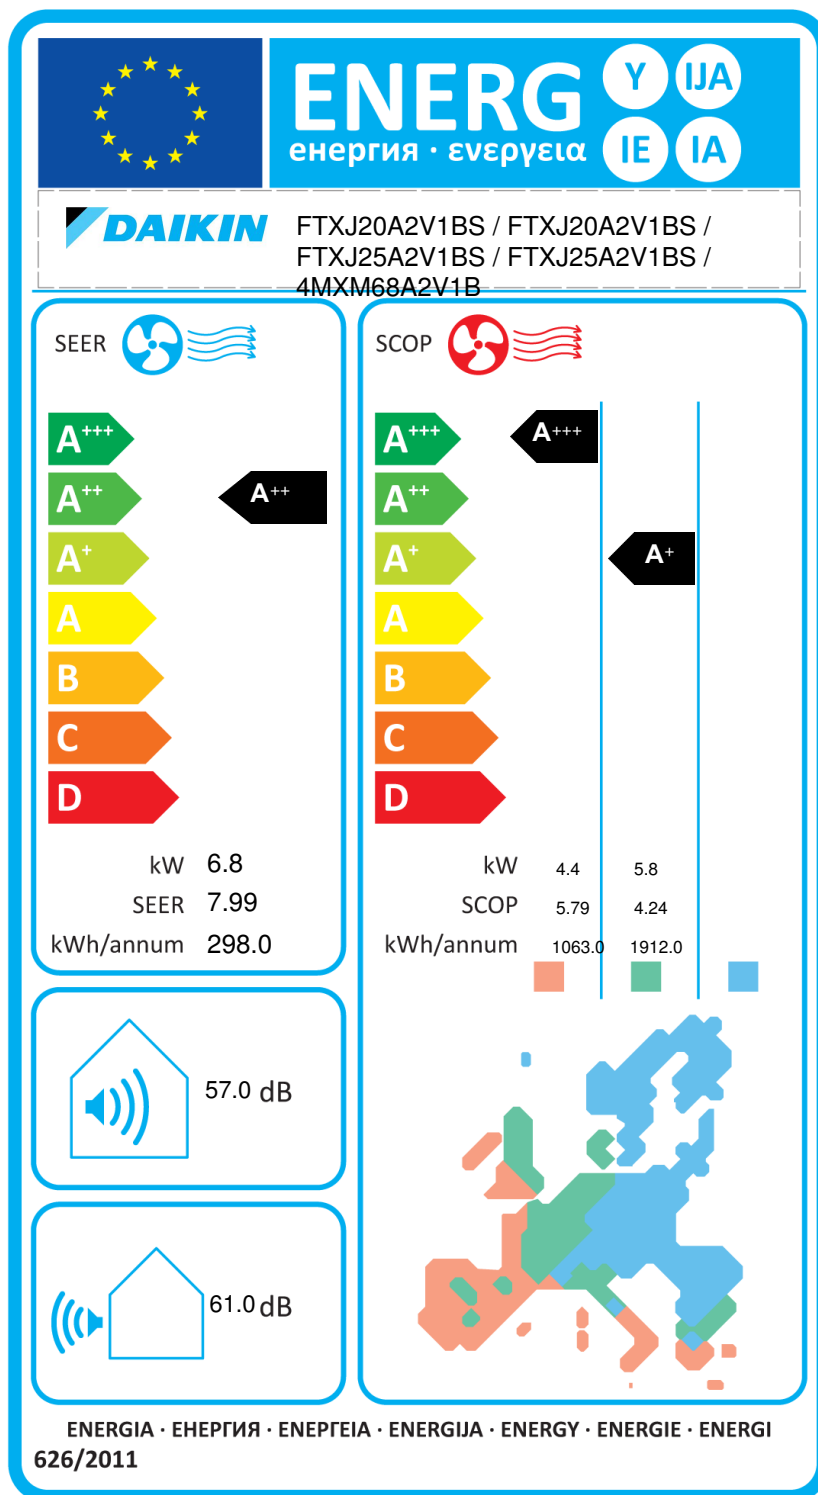 ENERG
енергия · ενεργεια
Y
IJA
IE
IA
DAIKIN
FTXJ20A2V1BS / FTXJ20A2V1BS /
FTXJ25A2V1BS / FTXJ25A2V1BS /
4MXM68A2V1B
SEER
A+++
A++
A++
A+
A
B
C
D
kW 6.8
SEER 7.99
kWh/annum 298.0
SCOP
A+++
A+++
A++
A+
A+
A
B
C
D
kW 4.4 5.8
SCOP 5.79 4.24
kWh/annum 1063.0 1912.0
57.0 dB
61.0 dB
ENERGIA · ЕНЕРГИЯ · ΕΝΕΡΓΕΙΑ · ENERGIJA · ENERGY · ENERGIE · ENERGI
626/2011